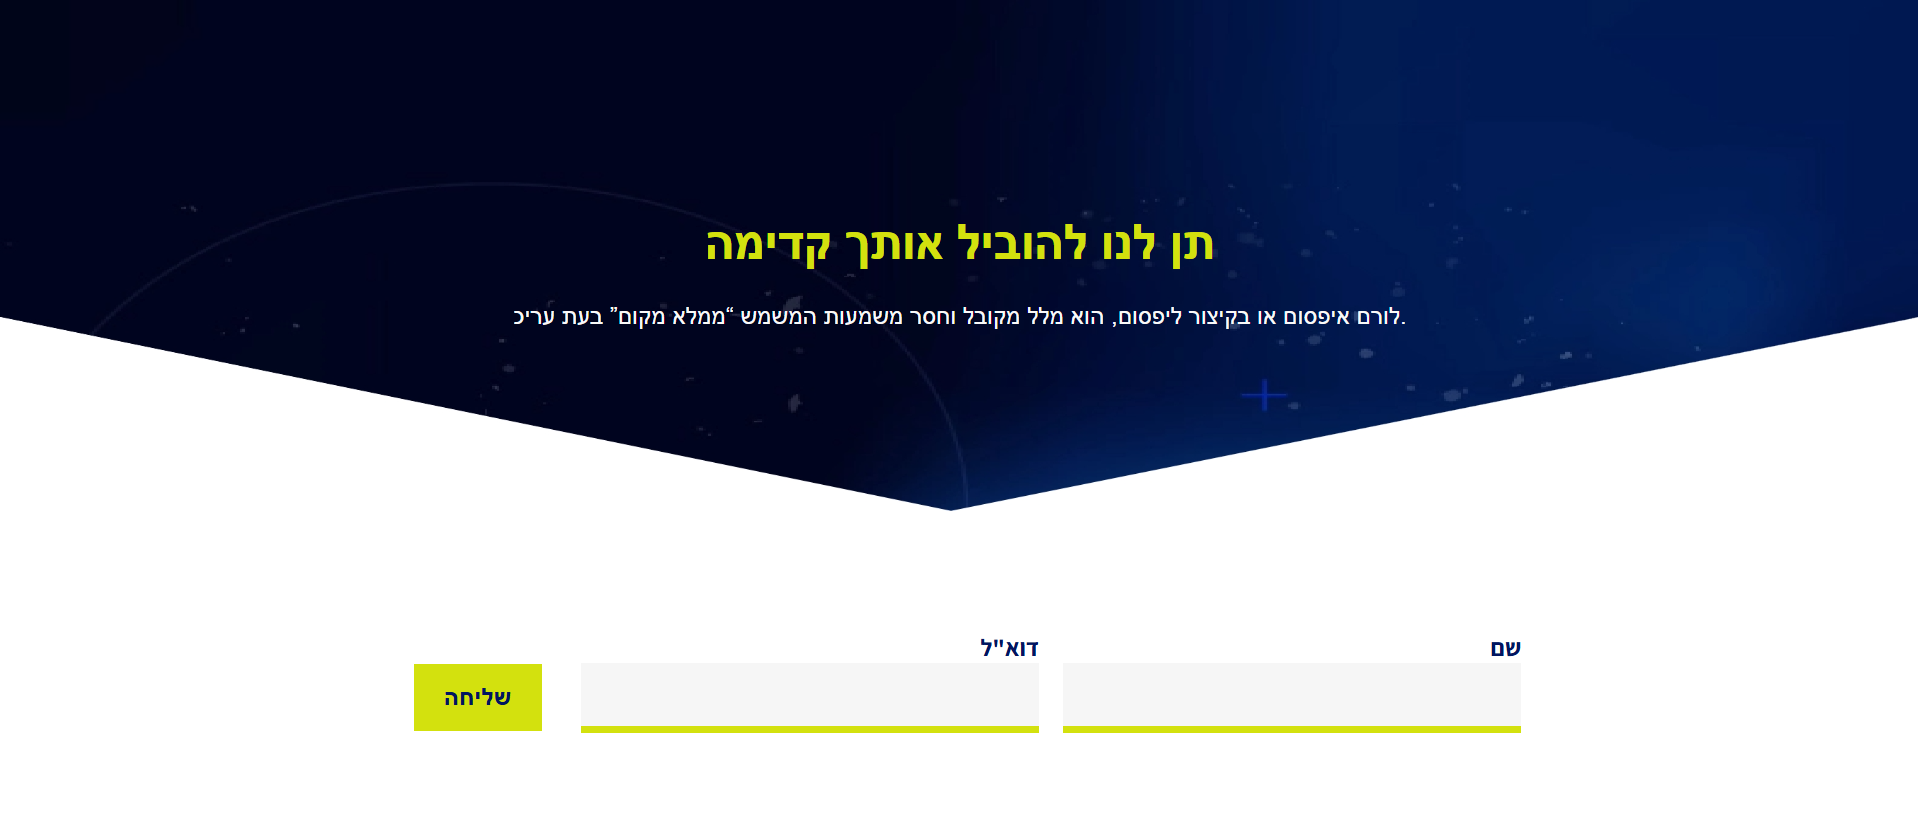 תן לנו להוביל אותך קדימה
לורם איפסום או בקיצור ליפסום, הוא מלל מקובל וחסר משמעות המשמש “ממלא מקום” בעת עריכ.
שם
דוא"ל
שליחה